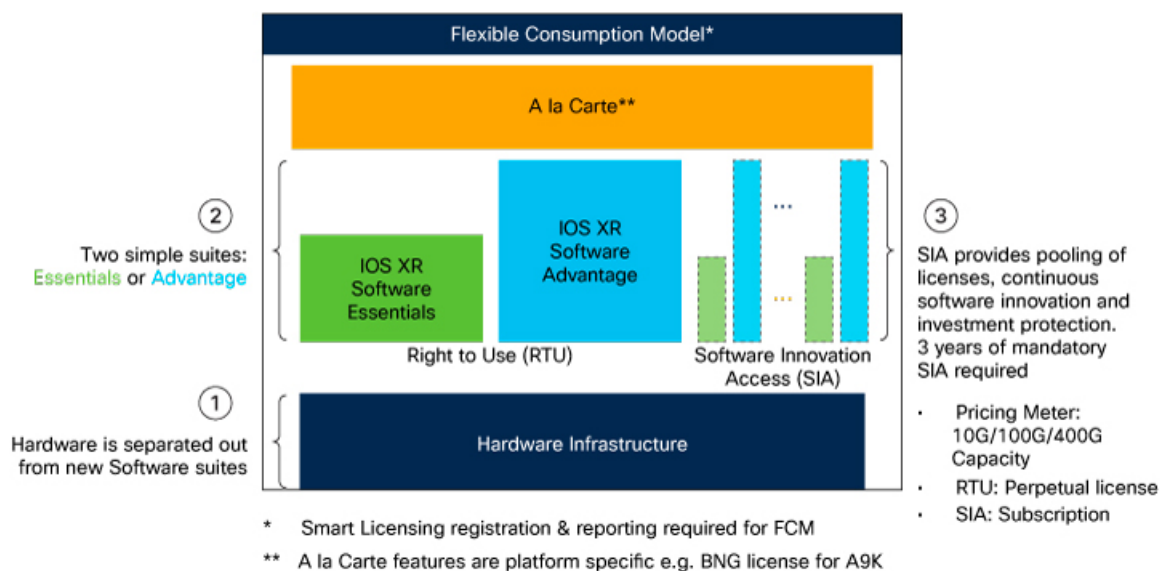 Flexible Consumption Model*
A la Carte**
2
Two simple suites:
Essentials or Advantage
IOS XR
Software
Essentials
IOS XR
Software
Advantage
...
...
Right to Use (RTU)
Software Innovation
Access (SIA)
3
SIA provides pooling of
licenses, continuous
software innovation and
investment protection.
3 years of mandatory
SIA required
· Pricing Meter:
10G/100G/400G
Capacity
· RTU: Perpetual license
· SIA: Subscription
1
Hardware is separated out
from new Software suites
Hardware Infrastructure
* Smart Licensing registration & reporting required for FCM
** A la Carte features are platform specific e.g. BNG license for A9K